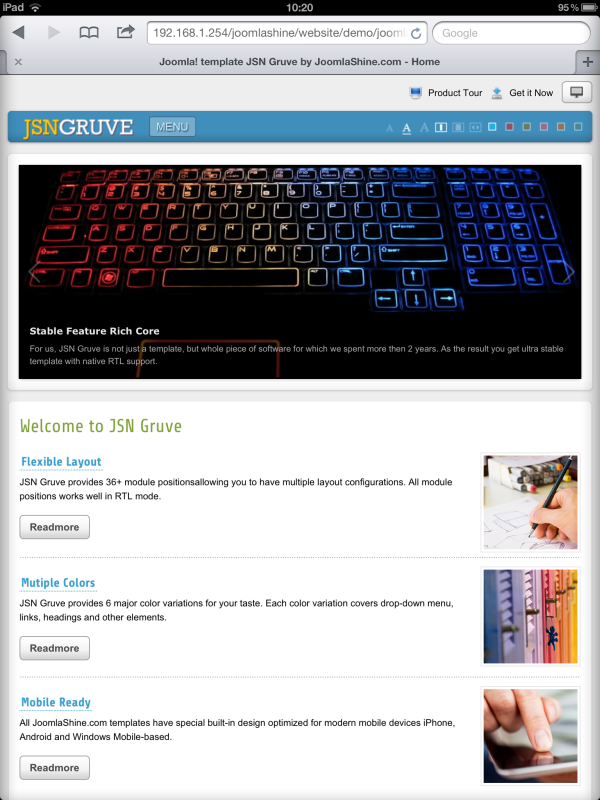 iPad 10:20 95%
192.168.1.254/joomlashine/website/demo/jooml Google
Joomla! template JSN Gruve by JoomlaShine.com - Home
Product Tour Get it Now
JSNGRUVE MENU A A A
Stable Feature Rich Core
For us, JSN Gruve is not just a template, but whole piece of software for which we spent more then 2 years. As the result you get ultra stable
template with native RTL support.
Welcome to JSN Gruve
Flexible Layout
JSN Gruve provides 36+ module positionsallowing you to have multiple layout configurations. All module
positions works well in RTL mode.
Readmore
Mutiple Colors
JSN Gruve provides 6 major color variations for your taste. Each color variation covers drop-down menu,
links, headings and other elements.
Readmore
Mobile Ready
All JoomlaShine.com templates have special built-in design optimized for modern mobile devices iPhone,
Android and Windows Mobile-based.
Readmore